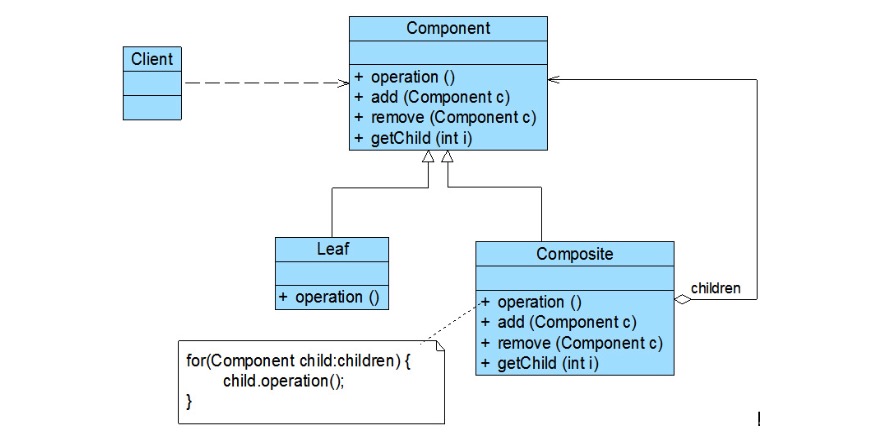 Component
Client
+ operation ()
+ add (Component c)
+ remove (Component c)
+ getChild (int i)
Leaf
+ operation ()
Composite
+ operation ()
+ add (Component c)
+ remove (Component c)
+ getChild (int i)
children
for(Component child:children) {
child.operation();
}
!